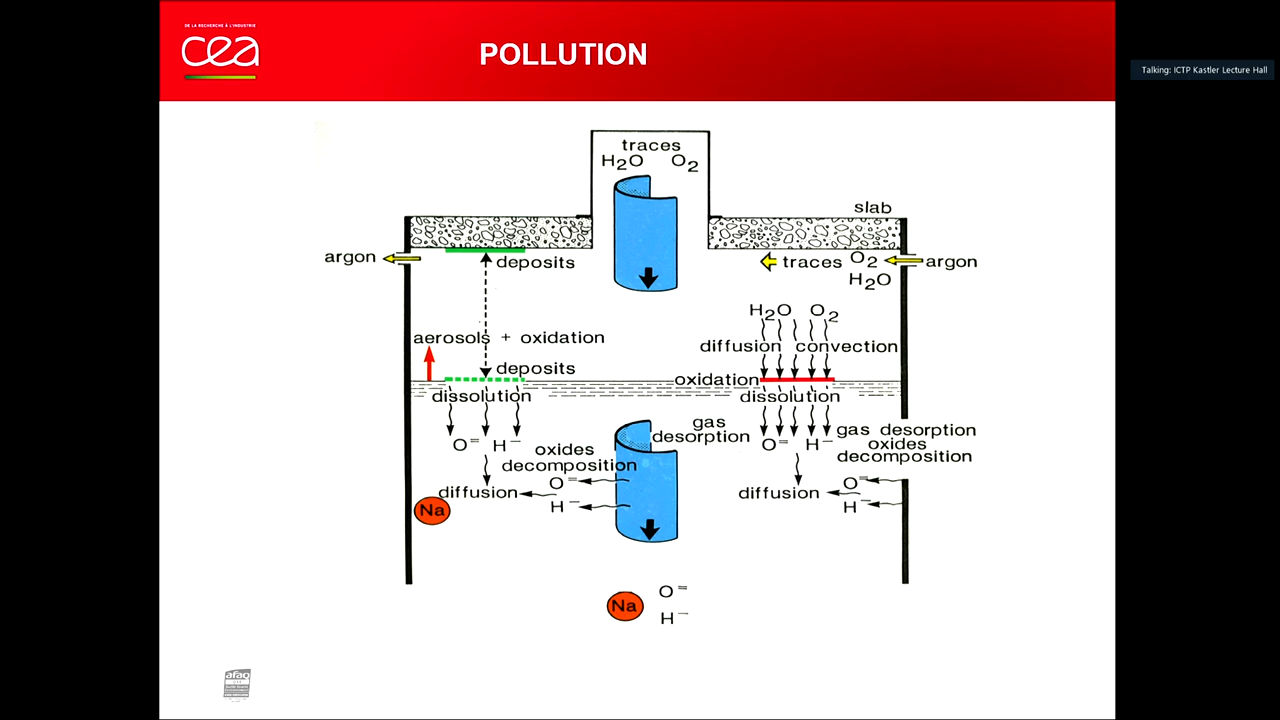 DE LA RECHERCHE À L'INDUSTRIE
cea
POLLUTION
Talking: ICTP Kastler Lecture Hall
traces
H₂O O₂
slab
argon
deposits
traces O₂
H₂O
argon
H₂O O₂
aerosols + oxidation
diffusion convection
deposits
oxidation
dissolution
dissolution
gas
desorption
O⁼ H⁻
O⁼ H⁻
gas desorption
oxides
decomposition
oxides
decomposition
O⁼
H⁻
diffusion
diffusion
O⁼
H⁻
Na
Na
O⁼
H⁻
afaq